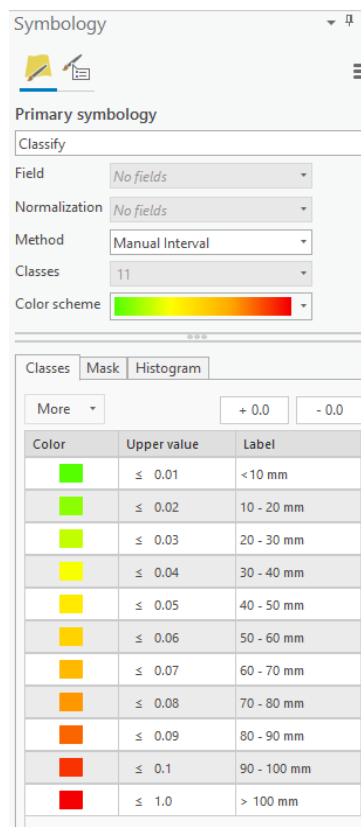 Symbology
Primary symbology
Classify
Field No fields
Normalization No fields
Method Manual Interval
Classes 11
Color scheme
Classes Mask Histogram
More + 0.0 - 0.0
Color Upper value Label
≤ 0.01 <10 mm
≤ 0.02 10 - 20 mm
≤ 0.03 20 - 30 mm
≤ 0.04 30 - 40 mm
≤ 0.05 40 - 50 mm
≤ 0.06 50 - 60 mm
≤ 0.07 60 - 70 mm
≤ 0.08 70 - 80 mm
≤ 0.09 80 - 90 mm
≤ 0.1 90 - 100 mm
≤ 1.0 > 100 mm